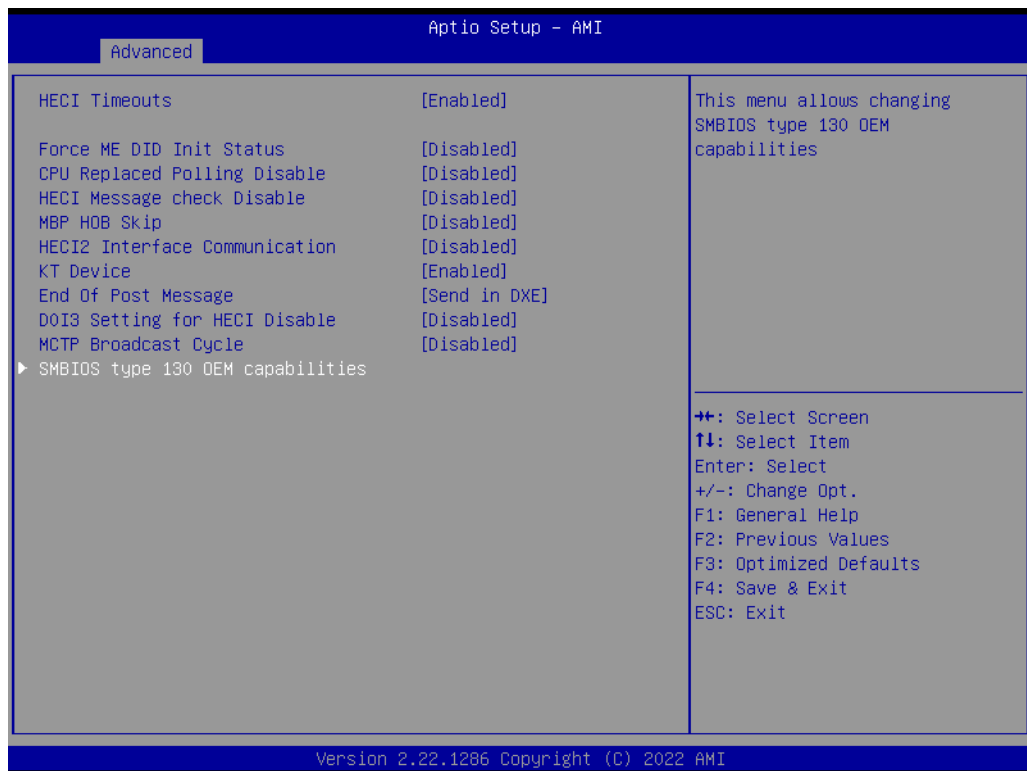 Aptio Setup – AMI
Advanced
HECI Timeouts [Enabled]
Force ME DID Init Status [Disabled]
CPU Replaced Polling Disable [Disabled]
HECI Message check Disable [Disabled]
MBP HOB Skip [Disabled]
HECI2 Interface Communication [Disabled]
KT Device [Enabled]
End Of Post Message [Send in DXE]
DOI3 Setting for HECI Disable [Disabled]
MCTP Broadcast Cycle [Disabled]
▶ SMBIOS type 130 OEM capabilities
This menu allows changing
SMBIOS type 130 OEM
capabilities
→←: Select Screen
↑↓: Select Item
Enter: Select
+/-: Change Opt.
F1: General Help
F2: Previous Values
F3: Optimized Defaults
F4: Save & Exit
ESC: Exit
Version 2.22.1286 Copyright (C) 2022 AMI